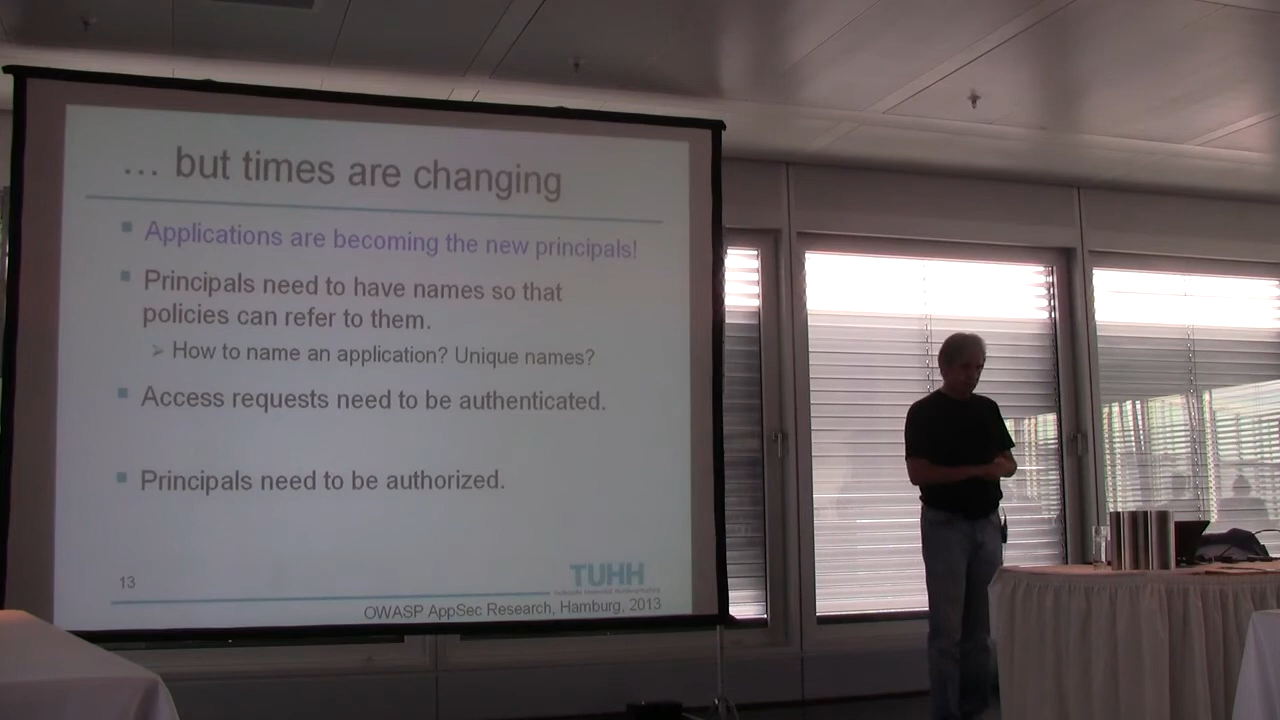 … but times are changing
Applications are becoming the new principals!
Principals need to have names so that
policies can refer to them.
How to name an application? Unique names?
Access requests need to be authenticated.
Principals need to be authorized.
13
TUHH
OWASP AppSec Research, Hamburg, 2013